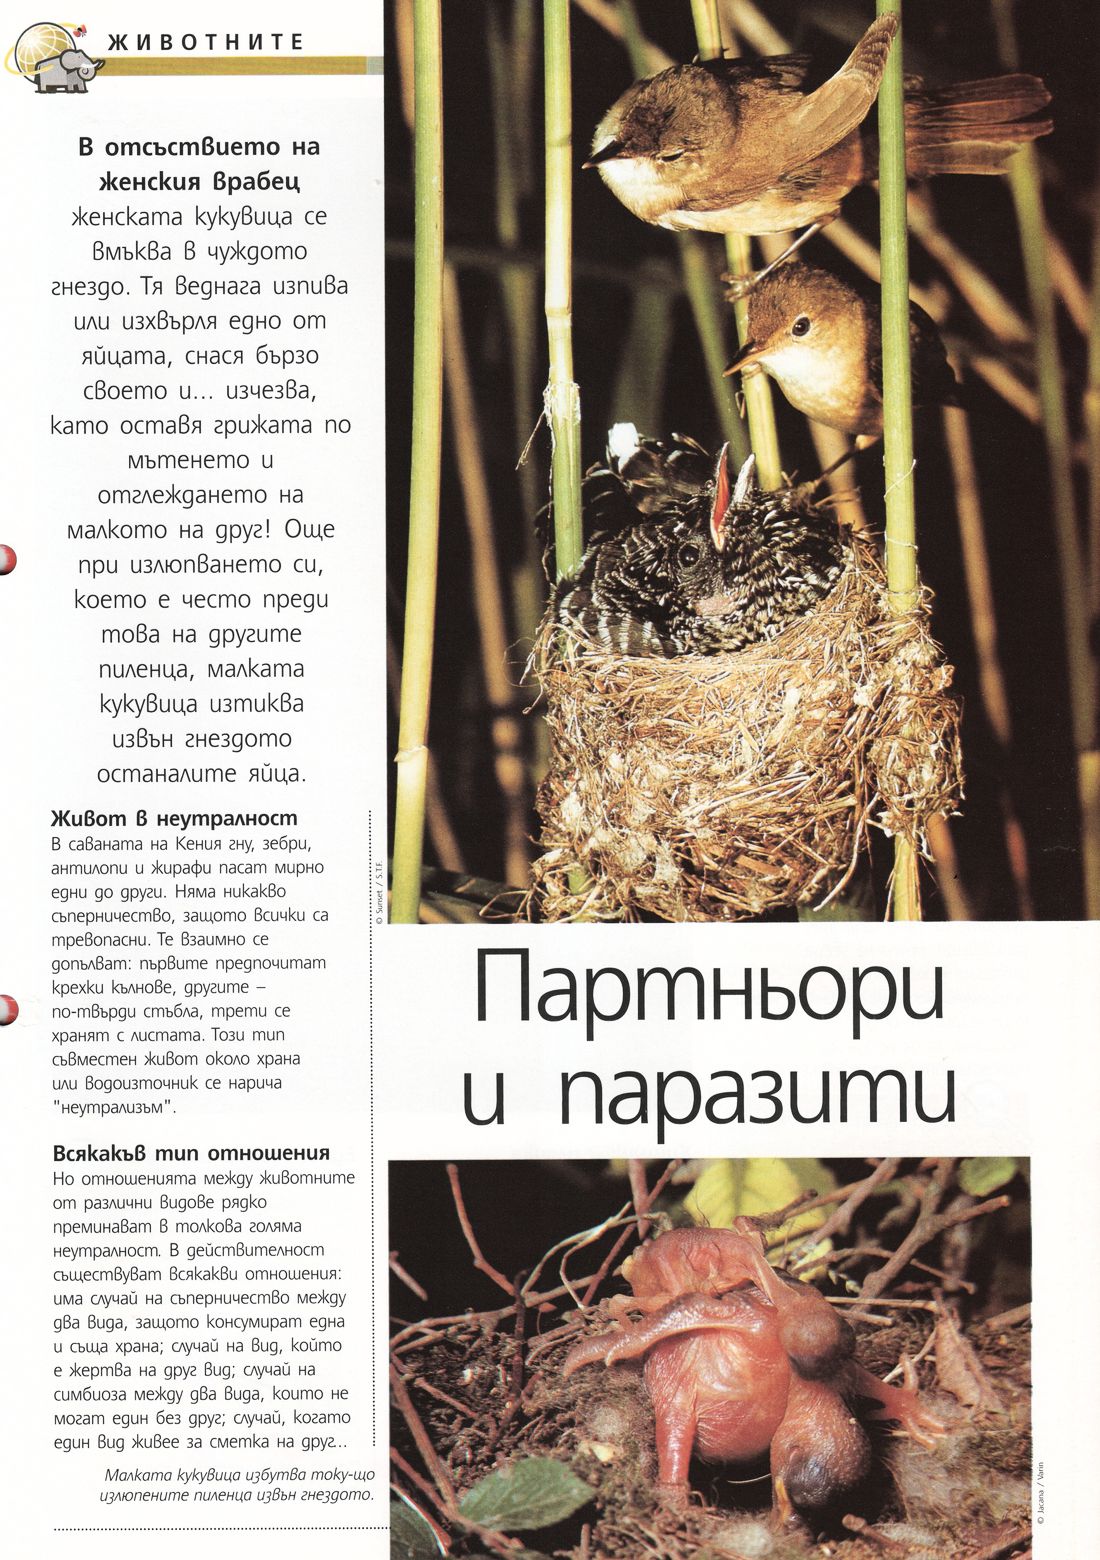 ЖИВОТНИТЕ
В отсъствието на
женския врабец
женската кукувица се
вмъква в чуждото
гнездо. Тя веднага изпива
или изхвърля едно от
яйцата, снася бързо
своето и... изчезва,
като оставя грижата по
мътенето и
отглеждането на
малкото на друг! Още
при излюпването си,
което е често преди
това на другите
пиленца, малката
кукувица изтиква
извън гнездото
останалите яйца.
Живот в неутралност
В саваната на Кения гну, зебри,
антилопи и жирафи пасат мирно
едни до други. Няма никакво
съперничество, защото всички са
тревопасни. Те взаимно се
допълват: първите предпочитат
крехки кълнове, другите –
по-твърди стъбла, трети се
хранят с листата. Този тип
съвместен живот около храна
или водоизточник се нарича
"неутрализъм".
Всякакъв тип отношения
Но отношенията между животните
от различни видове рядко
преминават в толкова голяма
неутралност. В действителност
съществуват всякакви отношения:
има случай на съперничество между
два вида, защото консумират една
и съща храна; случай на вид, който
е жертва на друг вид; случай на
симбиоза между два вида, които не
могат един без друг; случай, когато
един вид живее за сметка на друг...
Малката кукувица избутва току-що
излюпените пиленца извън гнездото.
© Sunset / S.T.F.
Партньори
и паразити
© Jacana / Varin